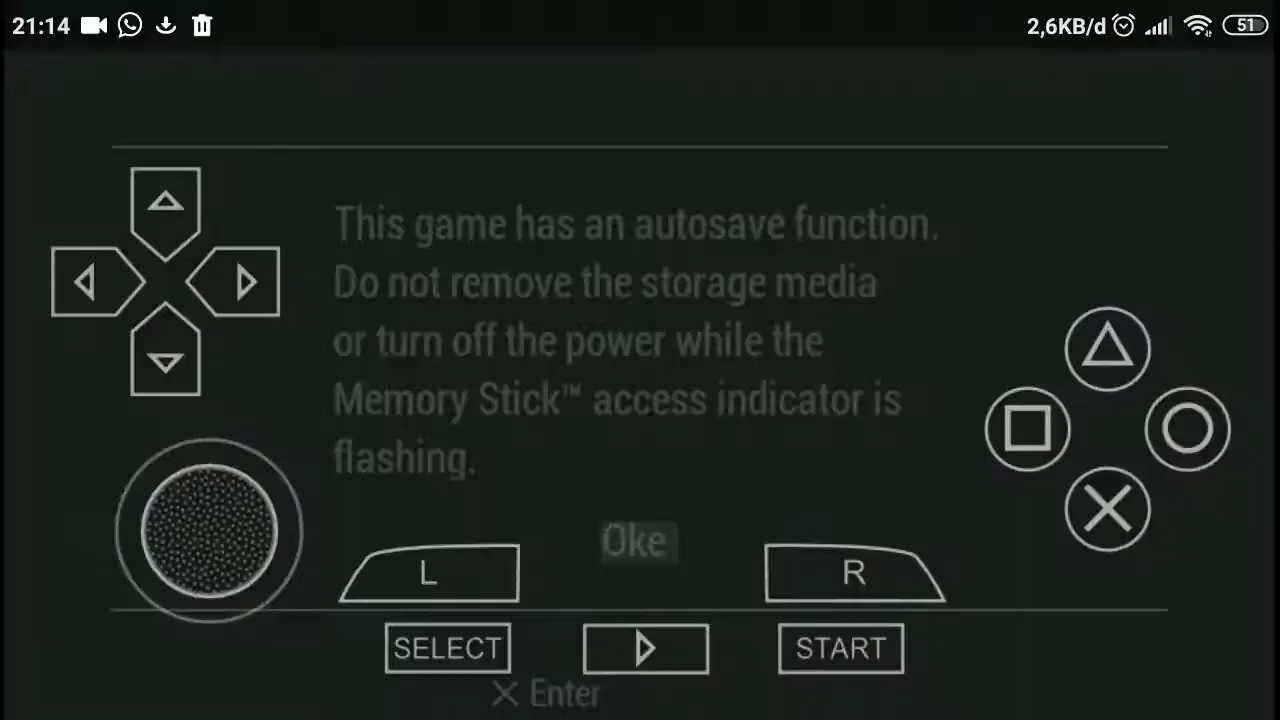 21:14 2,6KB/d 51
This game has an autosave function.
Do not remove the storage media
or turn off the power while the
Memory Stick™ access indicator is
flashing.
Oke
L R
SELECT START
Enter